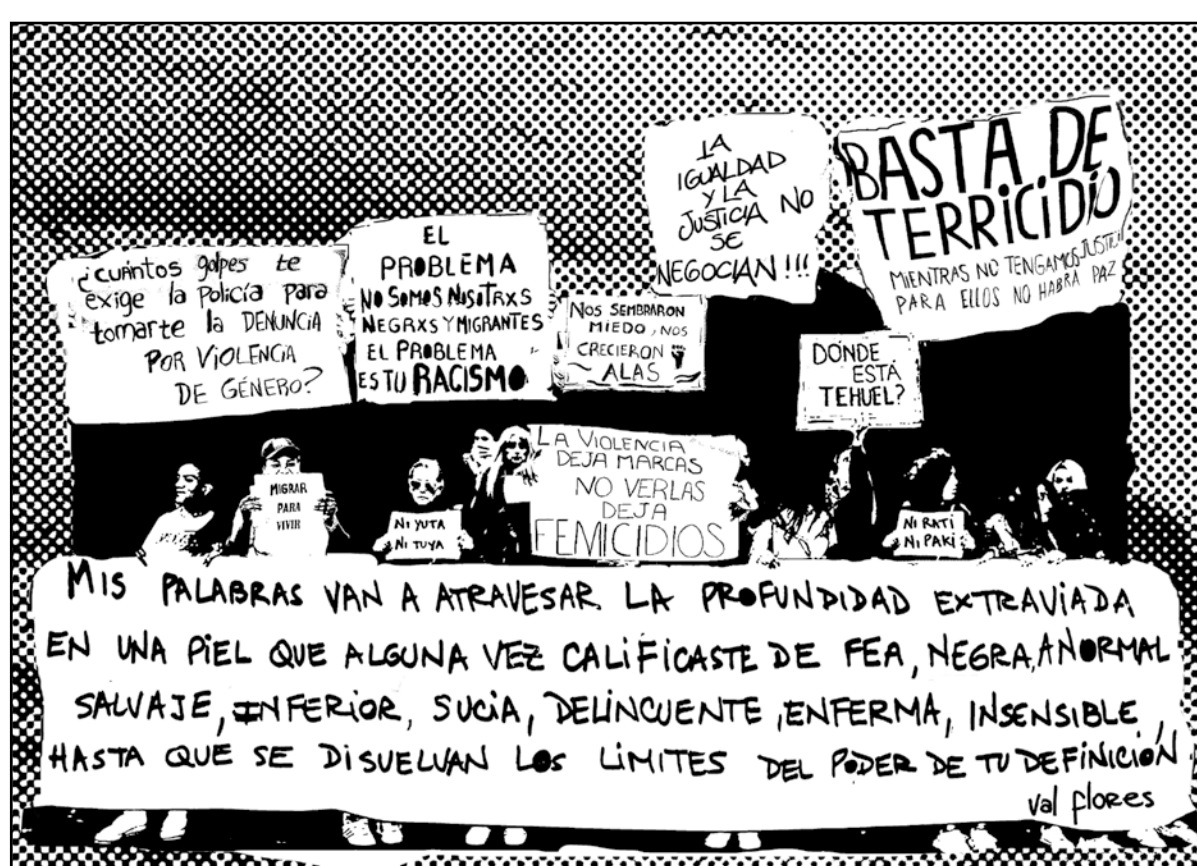 ¿cuántos golpes te
exige la Policía para
tomarte la DENUNCIA
POR VIOLENCIA
DE GÉNERO?
EL
PROBLEMA
NO SOMOS NOSOTRXS
NEGRXS Y MIGRANTES
EL PROBLEMA
ES TU RACISMO
NOS SEMBRARON
MIEDO, NOS
CRECIERON
ALAS
LA
IGUALDAD
Y LA
JUSTICIA NO
SE
NEGOCIAN!!!
BASTA DE
TERRICIDIO
MIENTRAS NO TENGAMOS JUSTICIA
PARA ELLOS NO HABRÁ PAZ
DÓNDE
ESTÁ
TEHUEL?
MIGRAR
PARA
VIVIR
NI YUTA
NI TUYA
LA VIOLENCIA
DEJA MARCAS
NO VERLAS
DEJA
FEMICIDIOS
NI RATI
NI PAKI
MIS PALABRAS VAN A ATRAVESAR LA PROFUNDIDAD EXTRAVIADA
EN UNA PIEL QUE ALGUNA VEZ CALIFICASTE DE FEA, NEGRA, ANORMAL
SALVAJE, INFERIOR, SUCIA, DELINCUENTE, ENFERMA, INSENSIBLE,
HASTA QUE SE DISUELVAN LOS LÍMITES DEL PODER DE TU DEFINICIÓN
val flores